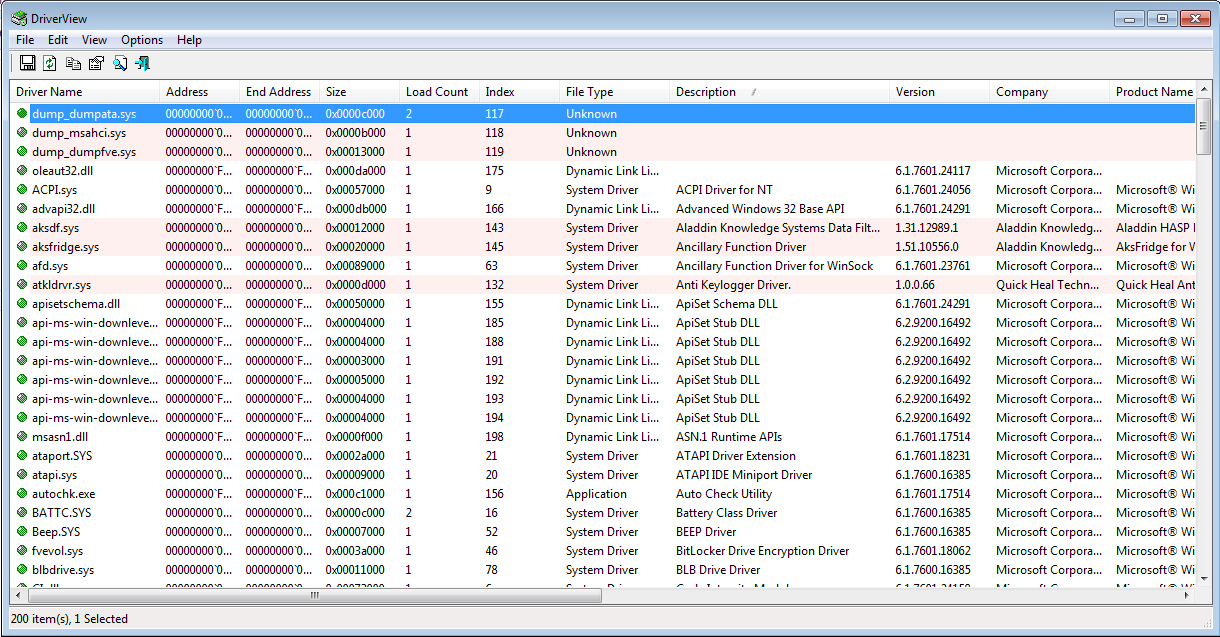 DriverView
File Edit View Options Help
Driver Name Address End Address Size Load Count Index File Type Description / Version Company Product Name
dump_dumpata.sys 00000000`0... 00000000`0... 0x0000c000 2 117 Unknown
dump_msahci.sys 00000000`0... 00000000`0... 0x0000b000 1 118 Unknown
dump_dumpfve.sys 00000000`0... 00000000`0... 0x00013000 1 119 Unknown
oleaut32.dll 00000000`F... 00000000`F... 0x000da000 1 175 Dynamic Link Li... 6.1.7601.24117 Microsoft Corpora...
ACPI.sys 00000000`0... 00000000`0... 0x00057000 1 9 System Driver ACPI Driver for NT 6.1.7601.24056 Microsoft Corpora... Microsoft® Wi
advapi32.dll 00000000`F... 00000000`F... 0x000db000 1 166 Dynamic Link Li... Advanced Windows 32 Base API 6.1.7601.24291 Microsoft Corpora... Microsoft® Wi
aksdf.sys 00000000`0... 00000000`0... 0x00012000 1 143 System Driver Aladdin Knowledge Systems Data Filt... 1.31.12989.1 Aladdin Knowledg... Aladdin HASP
aksfridge.sys 00000000`0... 00000000`0... 0x00020000 1 145 System Driver Ancillary Function Driver 1.51.10556.0 Aladdin Knowledg... AksFridge for W
afd.sys 00000000`0... 00000000`0... 0x00089000 1 63 System Driver Ancillary Function Driver for WinSock 6.1.7601.23761 Microsoft Corpora... Microsoft® Wi
atkldrvr.sys 00000000`0... 00000000`0... 0x0000d000 1 132 System Driver Anti Keylogger Driver. 1.0.0.66 Quick Heal Techn... Quick Heal Ant
apisetschema.dll 00000000`F... 00000000`F... 0x00050000 1 155 Dynamic Link Li... ApiSet Schema DLL 6.1.7601.24291 Microsoft Corpora... Microsoft® Wi
api-ms-win-downleve... 00000000`F... 00000000`F... 0x00004000 1 185 Dynamic Link Li... ApiSet Stub DLL 6.2.9200.16492 Microsoft Corpora... Microsoft® Wi
api-ms-win-downleve... 00000000`F... 00000000`F... 0x00004000 1 188 Dynamic Link Li... ApiSet Stub DLL 6.2.9200.16492 Microsoft Corpora... Microsoft® Wi
api-ms-win-downleve... 00000000`F... 00000000`F... 0x00003000 1 191 Dynamic Link Li... ApiSet Stub DLL 6.2.9200.16492 Microsoft Corpora... Microsoft® Wi
api-ms-win-downleve... 00000000`F... 00000000`F... 0x00005000 1 192 Dynamic Link Li... ApiSet Stub DLL 6.2.9200.16492 Microsoft Corpora... Microsoft® Wi
api-ms-win-downleve... 00000000`F... 00000000`F... 0x00004000 1 193 Dynamic Link Li... ApiSet Stub DLL 6.2.9200.16492 Microsoft Corpora... Microsoft® Wi
api-ms-win-downleve... 00000000`F... 00000000`F... 0x00004000 1 194 Dynamic Link Li... ApiSet Stub DLL 6.2.9200.16492 Microsoft Corpora... Microsoft® Wi
msasn1.dll 00000000`F... 00000000`F... 0x0000f000 1 198 Dynamic Link Li... ASN.1 Runtime APIs 6.1.7601.17514 Microsoft Corpora... Microsoft® Wi
ataport.SYS 00000000`0... 00000000`0... 0x0002a000 1 21 System Driver ATAPI Driver Extension 6.1.7601.18231 Microsoft Corpora... Microsoft® Wi
atapi.sys 00000000`0... 00000000`0... 0x00009000 1 20 System Driver ATAPI IDE Miniport Driver 6.1.7600.16385 Microsoft Corpora... Microsoft® Wi
autochk.exe 00000000`F... 00000000`F... 0x000c1000 1 156 Application Auto Check Utility 6.1.7601.17514 Microsoft Corpora... Microsoft® Wi
BATTC.SYS 00000000`0... 00000000`0... 0x0000c000 2 16 System Driver Battery Class Driver 6.1.7600.16385 Microsoft Corpora... Microsoft® Wi
Beep.SYS 00000000`0... 00000000`0... 0x00007000 1 52 System Driver BEEP Driver 6.1.7600.16385 Microsoft Corpora... Microsoft® Wi
fvevol.sys 00000000`0... 00000000`0... 0x0003a000 1 46 System Driver BitLocker Drive Encryption Driver 6.1.7601.18062 Microsoft Corpora... Microsoft® Wi
blbdrive.sys 00000000`0... 00000000`0... 0x00011000 1 78 System Driver BLB Drive Driver 6.1.7600.16385 Microsoft Corpora... Microsoft® Wi
200 item(s), 1 Selected